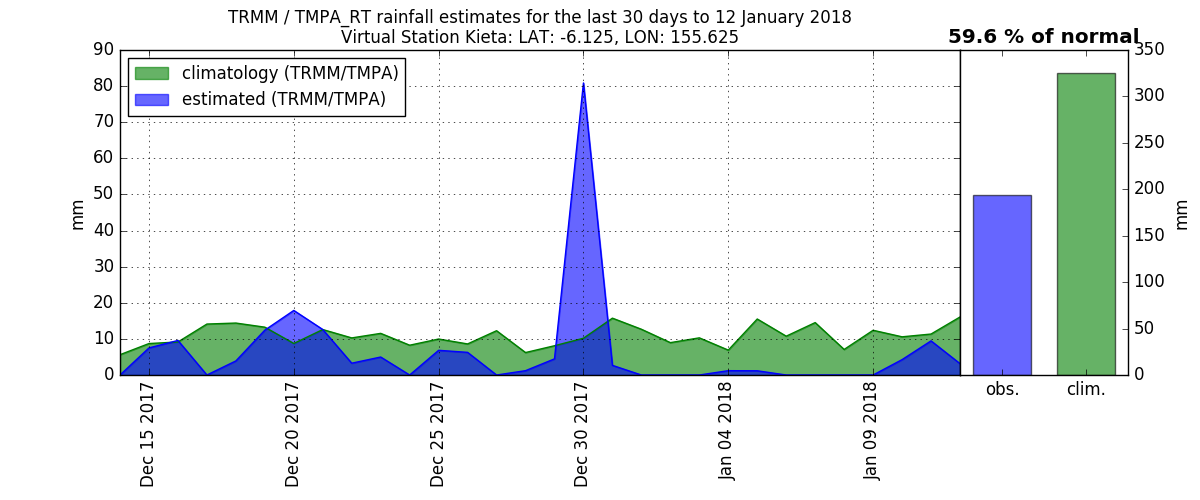 TRMM / TMPA_RT rainfall estimates for the last 30 days to 12 January 2018
Virtual Station Kieta: LAT: -6.125, LON: 155.625
59.6 % of normal
climatology (TRMM/TMPA)
estimated (TRMM/TMPA)
mm
90
80
70
60
50
40
30
20
10
0
Dec 15 2017
Dec 20 2017
Dec 25 2017
Dec 30 2017
Jan 04 2018
Jan 09 2018
350
300
250
200
150
100
50
0
mm
obs.
clim.